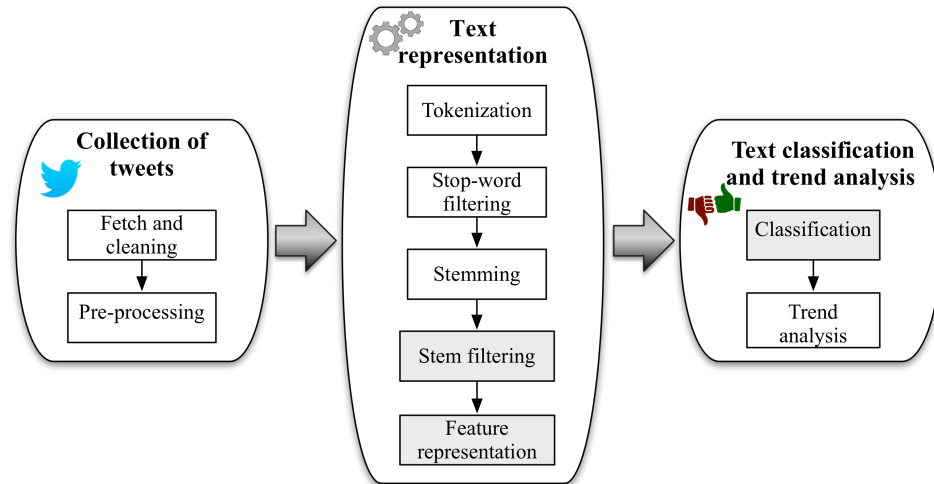 Collection of
tweets
Fetch and
cleaning
Pre-processing
Text
representation
Tokenization
Stop-word
filtering
Stemming
Stem filtering
Feature
representation
Text classification
and trend analysis
Classification
Trend
analysis